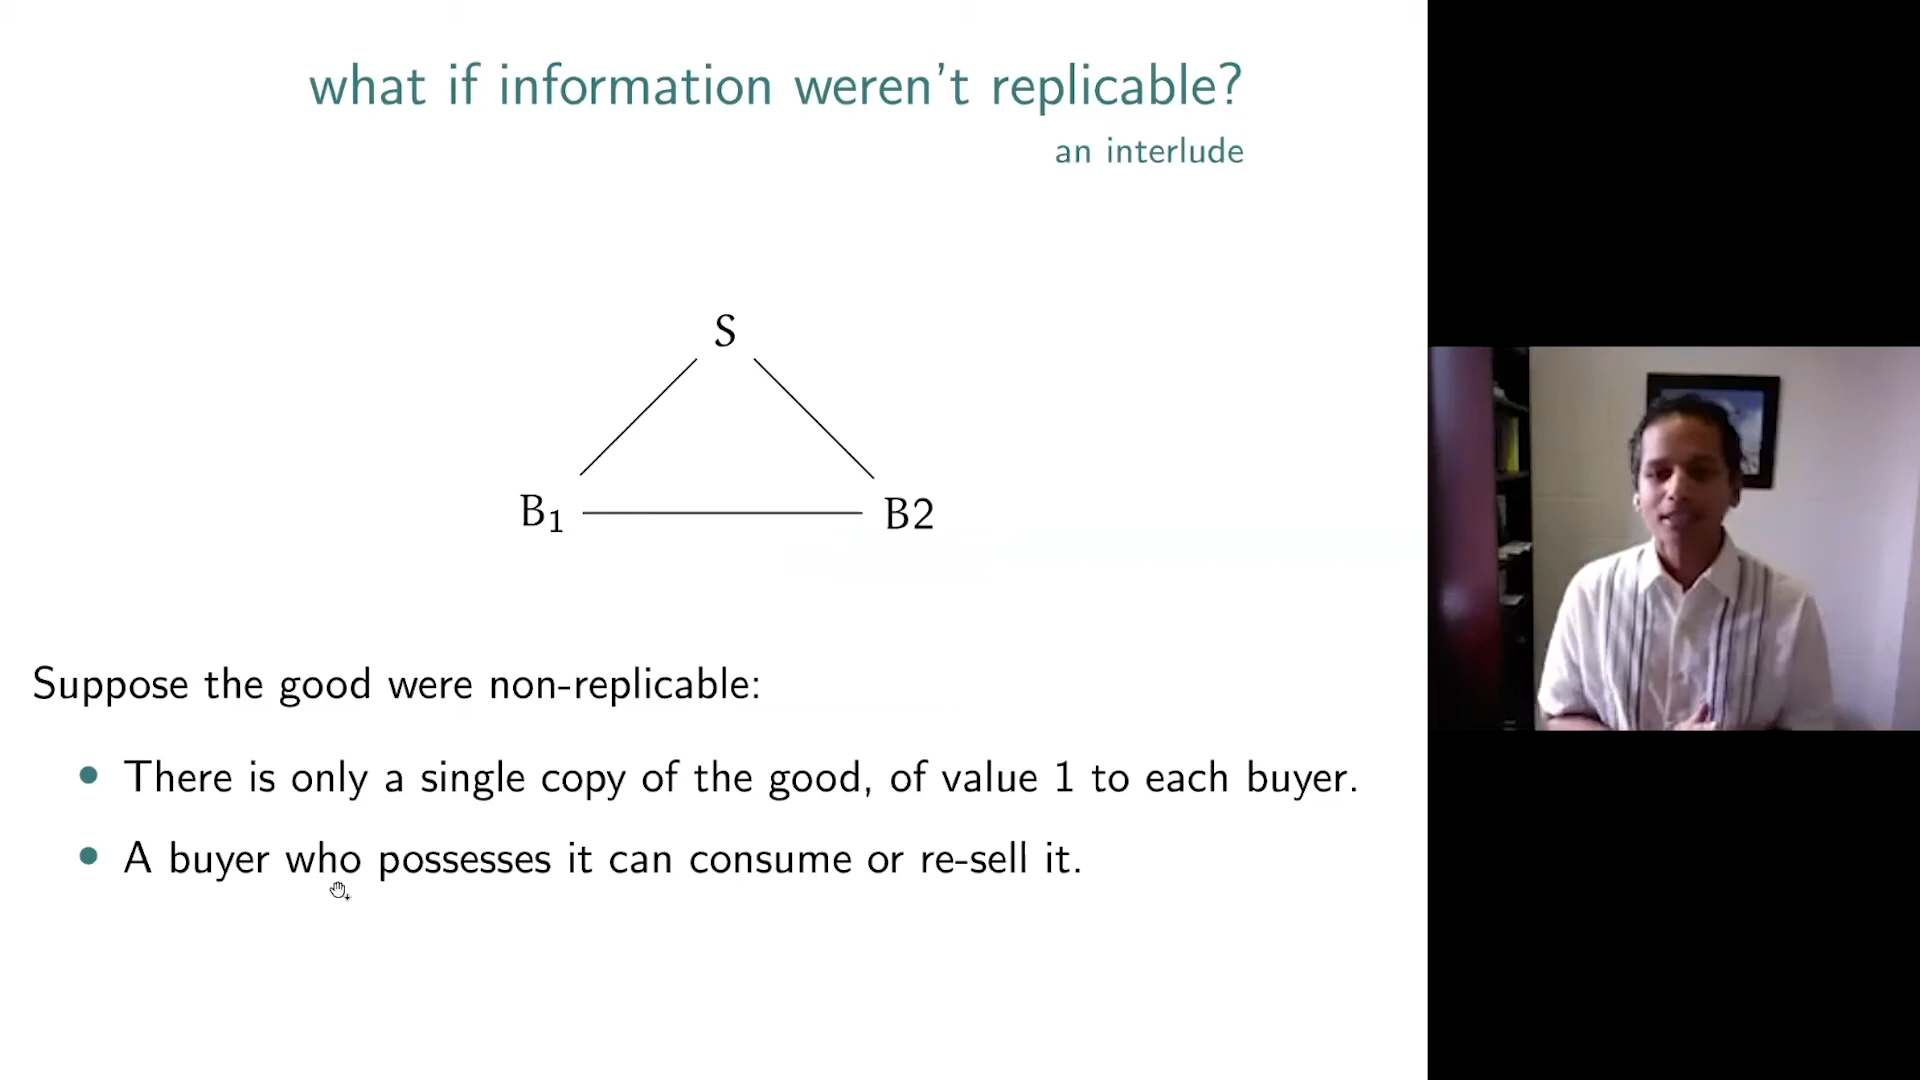 what if information weren't replicable?
an interlude
S
B₁
B2
Suppose the good were non-replicable:
• There is only a single copy of the good, of value 1 to each buyer.
• A buyer who possesses it can consume or re-sell it.